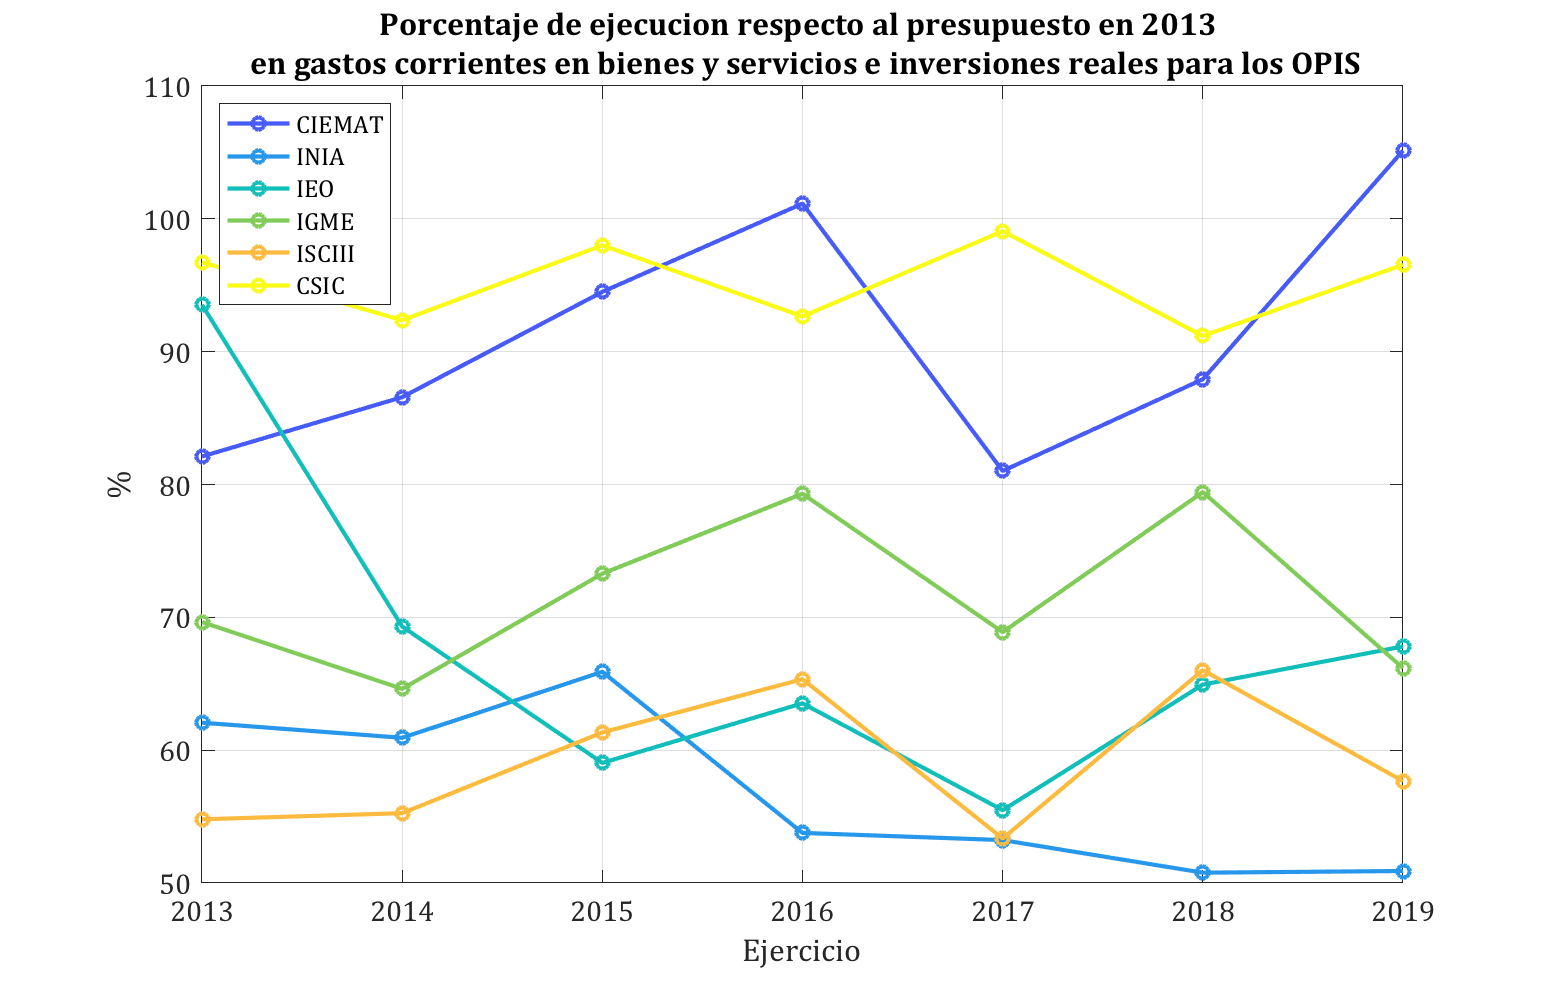 Porcentaje de ejecucion respecto al presupuesto en 2013
en gastos corrientes en bienes y servicios e inversiones reales para los OPIS
110
100
90
80
70
60
50
%
CIEMAT
INIA
IEO
IGME
ISCIII
CSIC
2013 2014 2015 2016 2017 2018 2019
Ejercicio